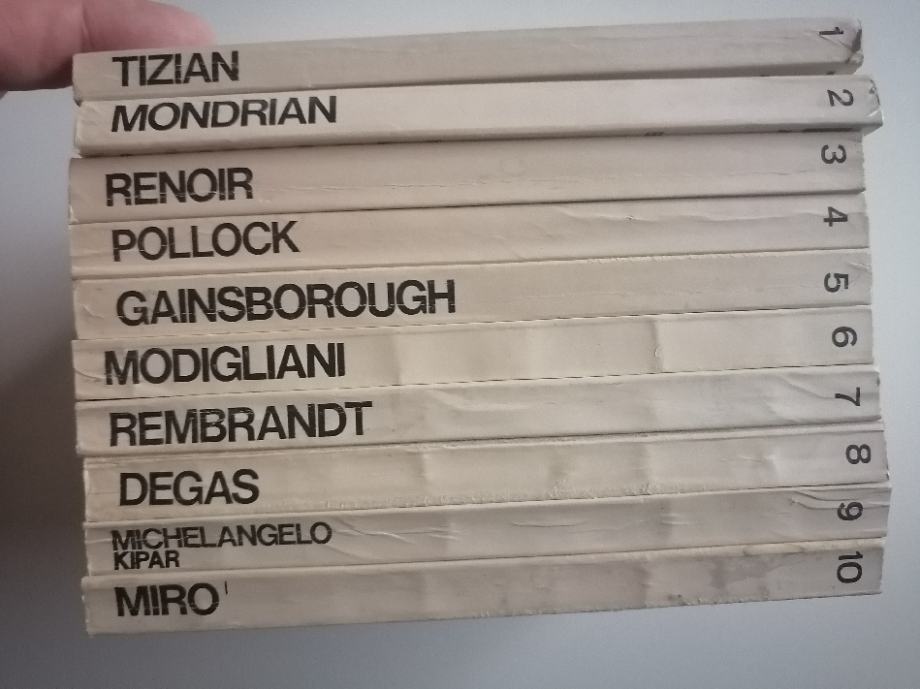 TIZIAN 1
MONDRIAN 2
RENOIR 3
POLLOCK 4
GAINSBOROUGH 5
MODIGLIANI 6
REMBRANDT 7
DEGAS 8
MICHELANGELO 9
KIPAR
MIRO' 10